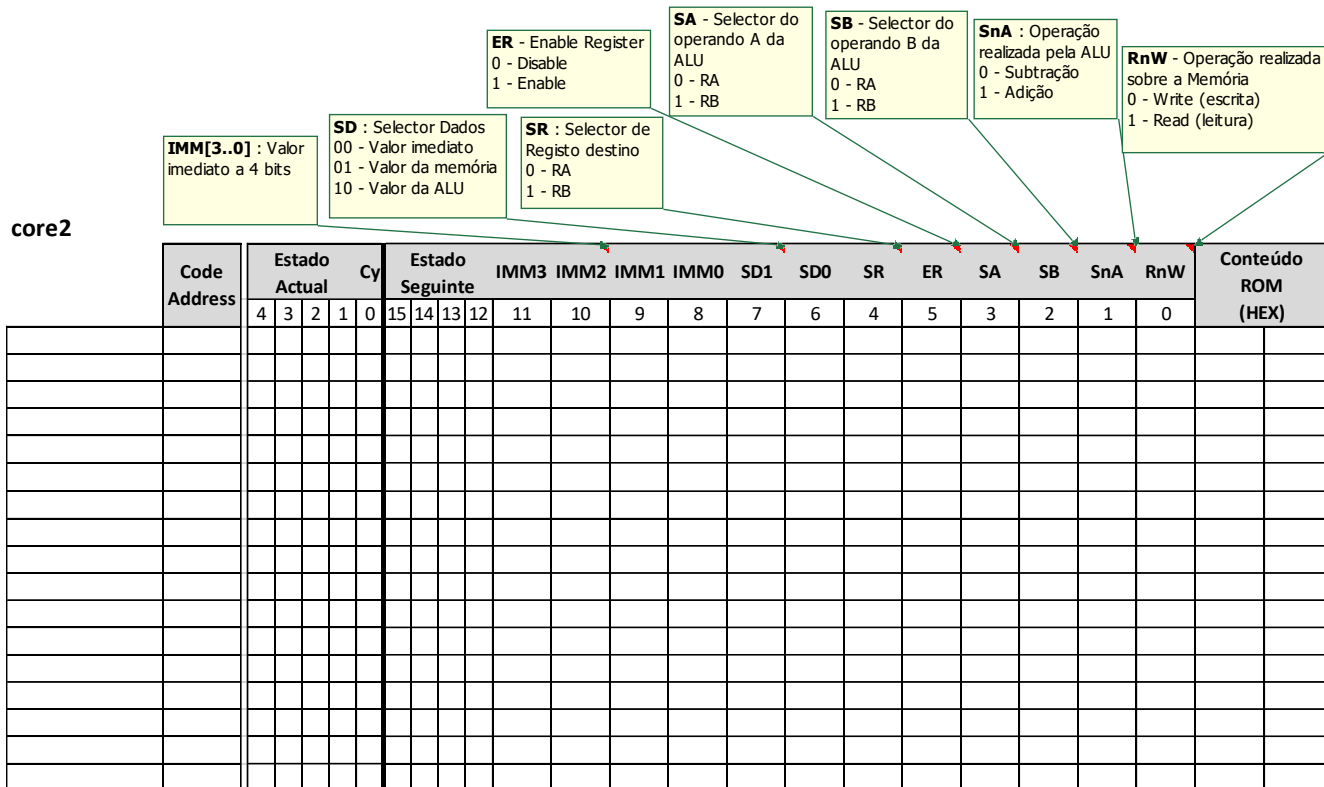 ER - Enable Register
0 - Disable
1 - Enable
SA - Selector do
operando A da
ALU
0 - RA
1 - RB
SB - Selector do
operando B da
ALU
0 - RA
1 - RB
SnA : Operação
realizada pela ALU
0 - Subtração
1 - Adição
RnW - Operação realizada
sobre a Memória
0 - Write (escrita)
1 - Read (leitura)
IMM[3..0] : Valor
imediato a 4 bits
SD : Selector Dados
00 - Valor imediato
01 - Valor da memória
10 - Valor da ALU
SR : Selector de
Registo destino
0 - RA
1 - RB
core2
Code
Address
Estado
Actual
Cy
Estado
Seguinte
IMM3 IMM2 IMM1 IMM0 SD1 SD0 SR ER SA SB SnA RnW
Conteúdo
ROM
(HEX)
4 3 2 1 0 15 14 13 12 11 10 9 8 7 6 4 5 3 2 1 0